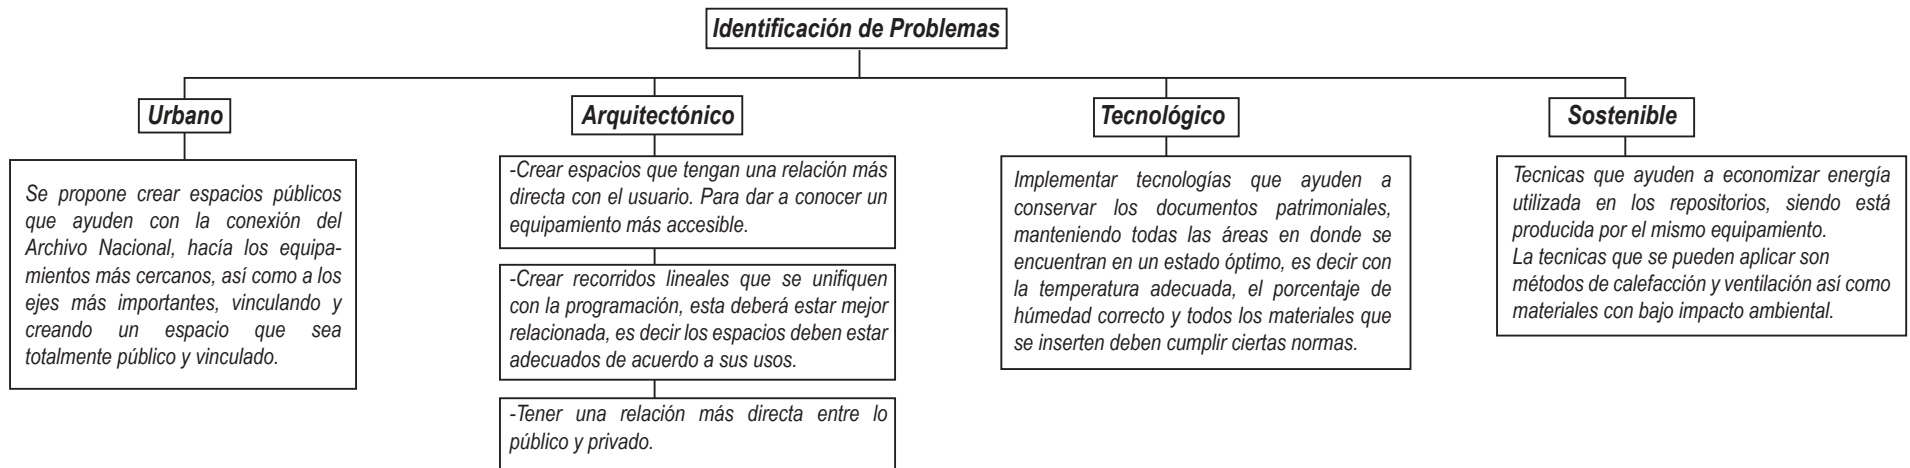 Identificación de Problemas
Urbano
Se propone crear espacios públicos
que ayuden con la conexión del
Archivo Nacional, hacía los equipa-
mientos más cercanos, así como a los
ejes más importantes, vinculando y
creando un espacio que sea
totalmente público y vinculado.
Arquitectónico
-Crear espacios que tengan una relación más
directa con el usuario. Para dar a conocer un
equipamiento más accesible.
-Crear recorridos lineales que se unifiquen
con la programación, esta deberá estar mejor
relacionada, es decir los espacios deben estar
adecuados de acuerdo a sus usos.
-Tener una relación más directa entre lo
público y privado.
Tecnológico
Implementar tecnologías que ayuden a
conservar los documentos patrimoniales,
manteniendo todas las áreas en donde se
encuentran en un estado óptimo, es decir con
la temperatura adecuada, el porcentaje de
húmedad correcto y todos los materiales que
se inserten deben cumplir ciertas normas.
Sostenible
Tecnicas que ayuden a economizar energía
utilizada en los repositorios, siendo está
producida por el mismo equipamiento.
La tecnicas que se pueden aplicar son
métodos de calefacción y ventilación así como
materiales con bajo impacto ambiental.